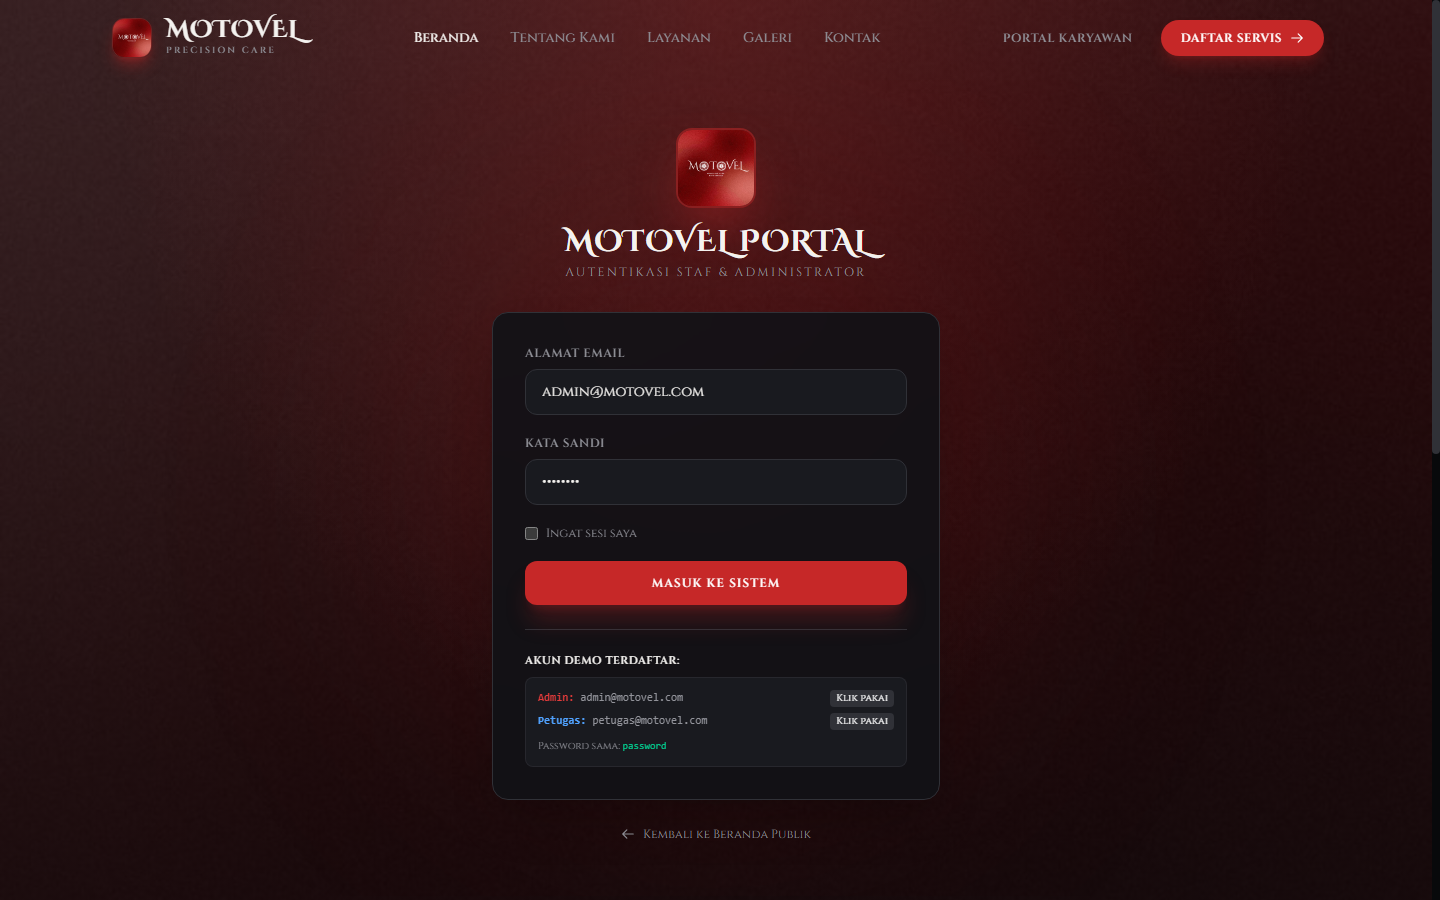 MOTOVEL
PRECISION CARE
BERANDA
TENTANG KAMI
LAYANAN
GALERI
KONTAK
PORTAL KARYAWAN
DAFTAR SERVIS →
MOTOVEL
MOTOVEL PORTAL
AUTENTIKASI STAF & ADMINISTRATOR
ALAMAT EMAIL
ADMIN@MOTOVEL.COM
KATA SANDI
••••••••
INGAT SESI SAYA
MASUK KE SISTEM
AKUN DEMO TERDAFTAR:
Admin: admin@motovel.com KLIK PAKAI
Petugas: petugas@motovel.com KLIK PAKAI
PASSWORD SAMA: password
← KEMBALI KE BERANDA PUBLIK